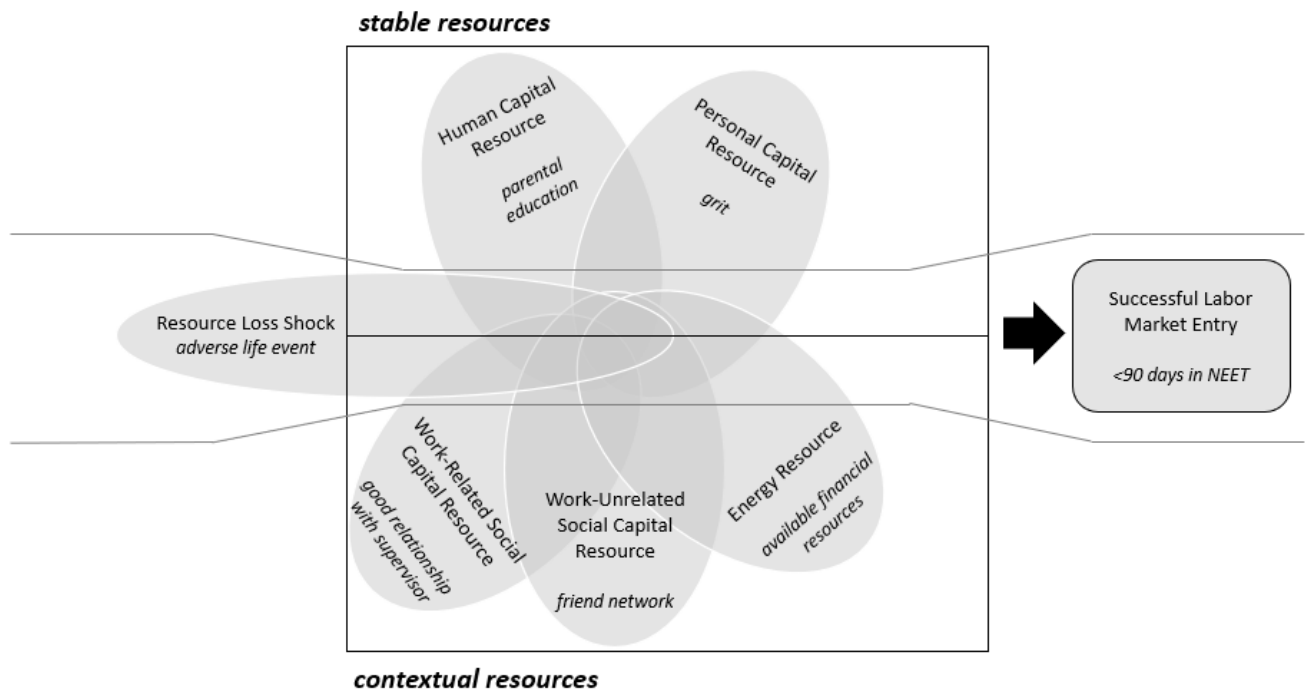 stable resources
Human Capital
Resource
parental
education
Personal Capital
Resource
grit
Resource Loss Shock
adverse life event
Successful Labor
Market Entry
<90 days in NEET
Work-Related Social
Capital Resource
good relationship
with supervisor
Work-Unrelated
Social Capital
Resource
friend network
Energy Resource
available financial
resources
contextual resources